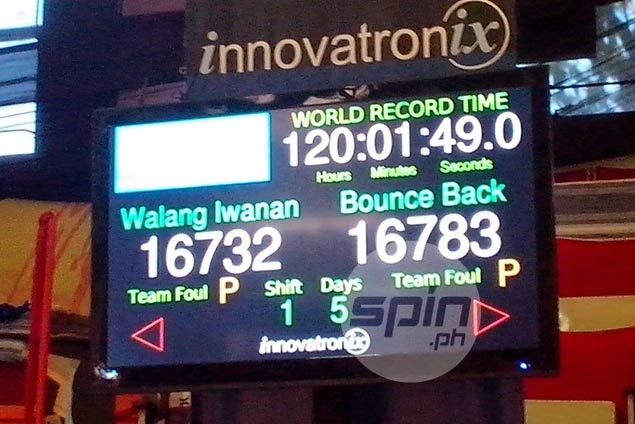 innovatronix
WORLD RECORD TIME
120:01:49.0
Hours Minutes Seconds
Walang Iwanan Bounce Back
16732 16783
Team Foul P Shift Days Team Foul P
1 5
innovatronix
spin
.ph